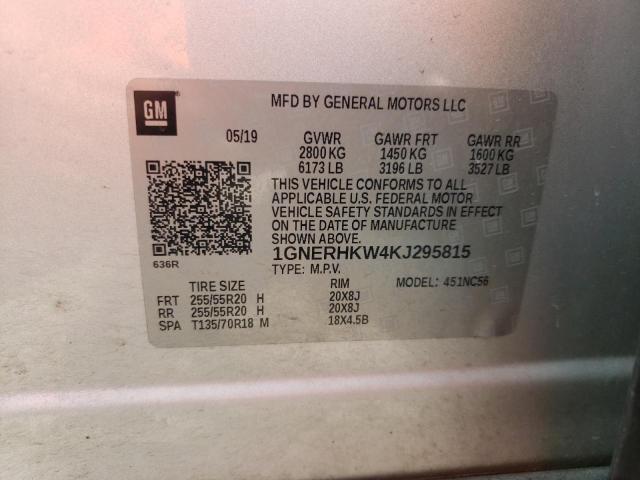 GM
MFD BY GENERAL MOTORS LLC
05/19 GVWR GAWR FRT GAWR RR
2800 KG 1450 KG 1600 KG
6173 LB 3196 LB 3527 LB
THIS VEHICLE CONFORMS TO ALL
APPLICABLE U.S. FEDERAL MOTOR
VEHICLE SAFETY STANDARDS IN EFFECT
ON THE DATE OF MANUFACTURE
SHOWN ABOVE.
1GNERHKW4KJ295815
636R TYPE: M.P.V. MODEL: 451NC56
TIRE SIZE RIM
FRT 255/55R20 H 20X8J
RR 255/55R20 H 20X8J
SPA T135/70R18 M 18X4.5B